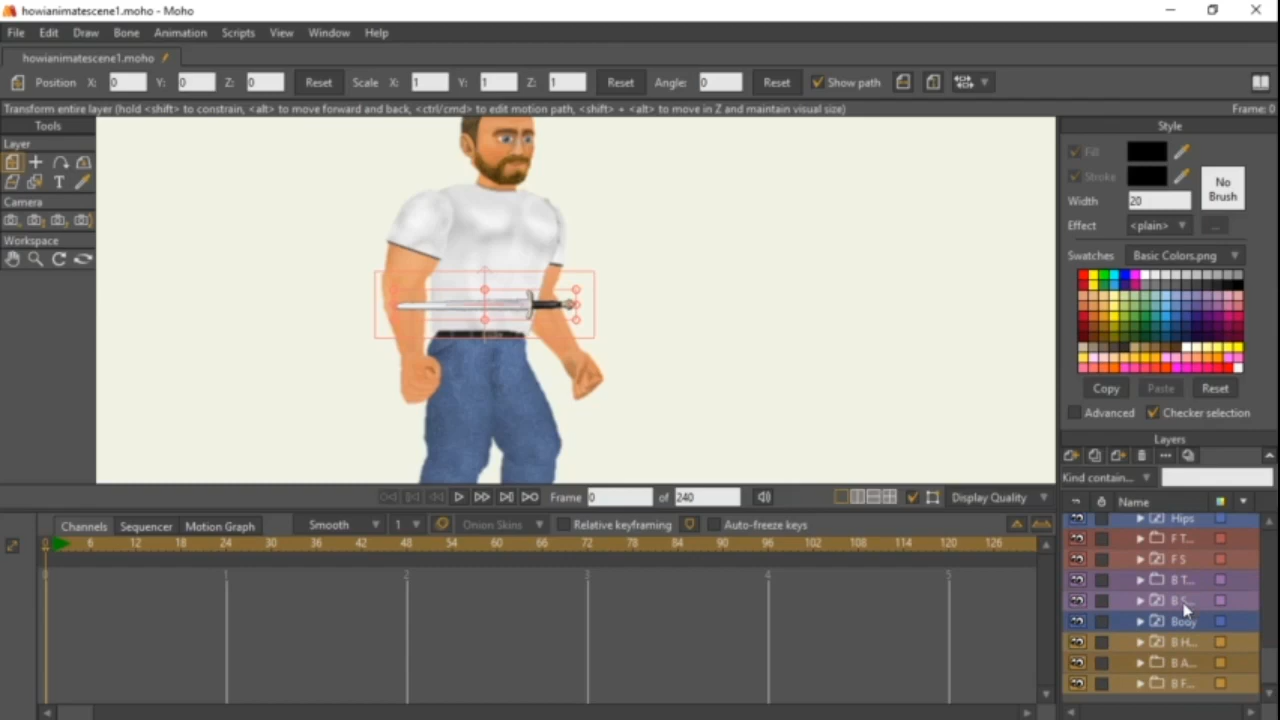 howianimatescene1.moho - Moho
File Edit Draw Bone Animation Scripts View Window Help
howianimatescene1.moho
Position X: 0 Y: 0 Z: 0 Reset Scale X: 1 Y: 1 Z: 1 Reset Angle: 0 Reset Show path
Transform entire layer (hold <shift> to constrain, <alt> to move forward and back, <ctrl/cmd> to edit motion path, <shift> + <alt> to move in Z and maintain visual size) Frame: 0
Tools
Layer
T
Camera
Workspace
Style
Fill
Stroke
No Brush
Width 20
Effect <plain> ...
Swatches Basic Colors.png
Copy Paste Reset
Advanced Checker selection
Layers
Kind contain...
Name
Hips
F T...
F S
B T...
B S...
Body
B H...
B A...
B F...
Frame 0 of 240 Display Quality
Channels Sequencer Motion Graph Smooth 1 Onion Skins Relative keyframing Auto-freeze keys
0 6 12 18 24 30 36 42 48 54 60 66 72 78 84 90 96 102 108 114 120 126
0 1 2 3 4 5